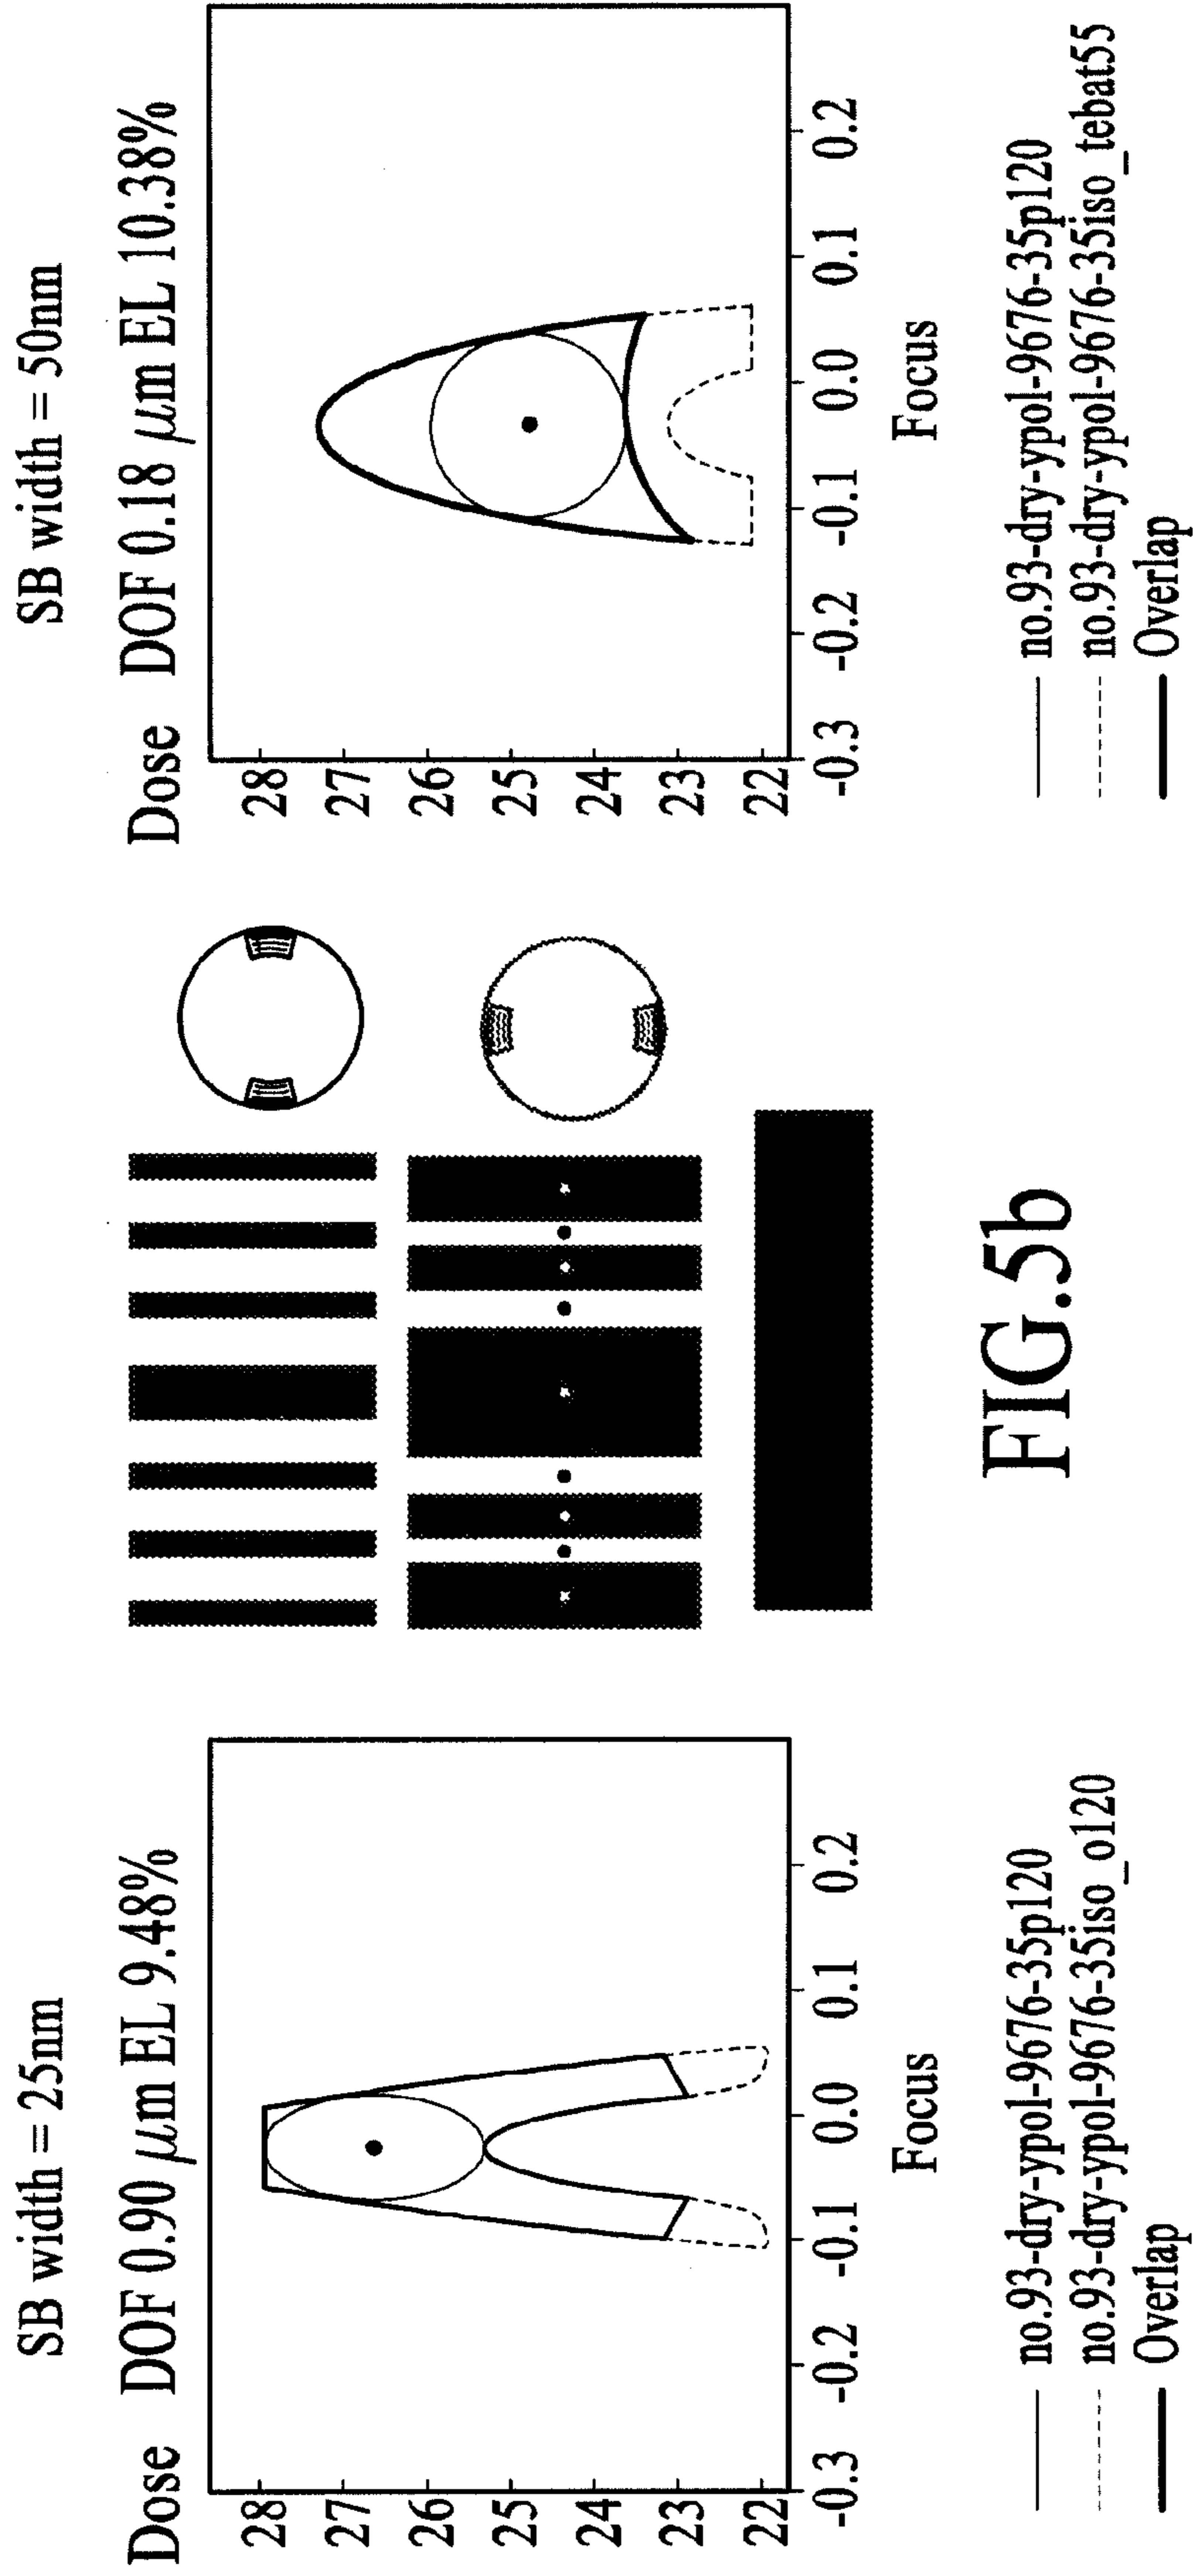 SB width = 25nm
Dose DOF 0.90 μm EL 9.48%
28
27
26
25
24
23
22
-0.3 -0.2 -0.1 0.0 0.1 0.2
Focus
no.93-dry-ypol-9676-35p120
no.93-dry-ypol-9676-35iso_o120
Overlap
FIG.5b
SB width = 50nm
Dose DOF 0.18 μm EL 10.38%
28
27
26
25
24
23
22
-0.3 -0.2 -0.1 0.0 0.1 0.2
Focus
no.93-dry-ypol-9676-35p120
no.93-dry-ypol-9676-35iso_tebat55
Overlap